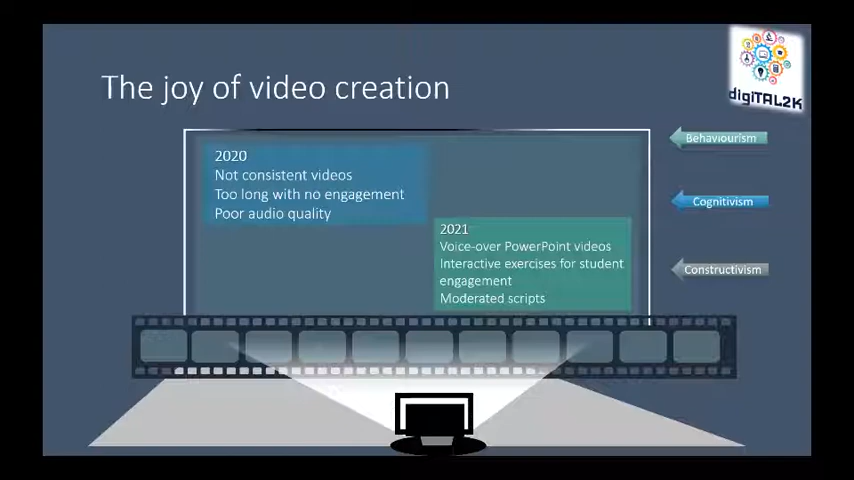 The joy of video creation
digiTAL2K
Behaviourism
2020
Not consistent videos
Too long with no engagement
Poor audio quality
Cognitivism
2021
Voice-over PowerPoint videos
Interactive exercises for student
engagement
Moderated scripts
Constructivism